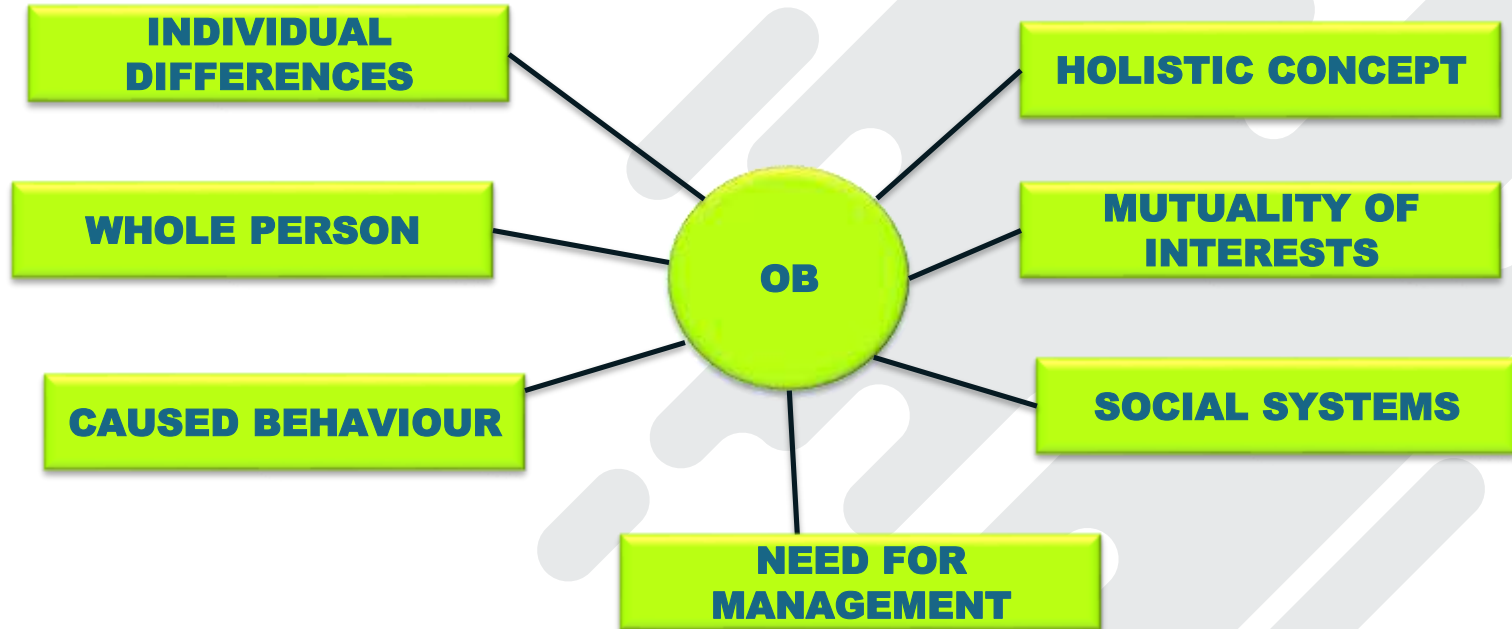 INDIVIDUAL
DIFFERENCES
HOLISTIC CONCEPT
WHOLE PERSON
MUTUALITY OF
INTERESTS
OB
CAUSED BEHAVIOUR
SOCIAL SYSTEMS
NEED FOR
MANAGEMENT